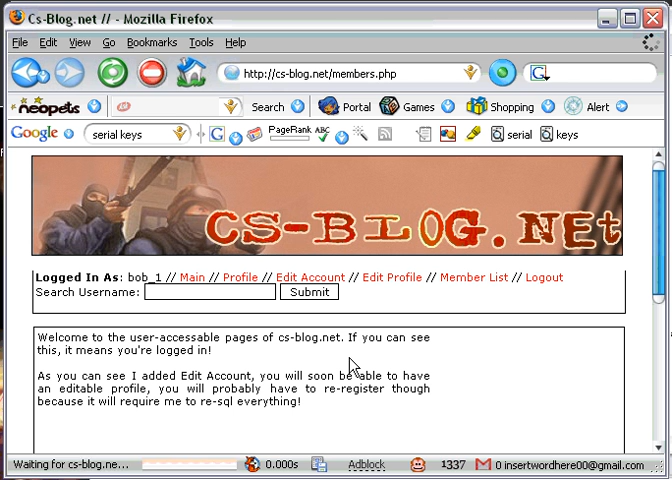 Cs-Blog.net // - Mozilla Firefox
File Edit View Go Bookmarks Tools Help
http://cs-blog.net/members.php G
neopets Search Portal Games Shopping Alert
Google serial keys G PageRank ABC serial keys
CS-BLOG.NEt
Logged In As: bob_1 // Main // Profile // Edit Account // Edit Profile // Member List // Logout
Search Username: Submit
Welcome to the user-accessable pages of cs-blog.net. If you can see
this, it means you're logged in!
As you can see I added Edit Account, you will soon be able to have
an editable profile, you will probably have to re-register though
because it will require me to re-sql everything!
Waiting for cs-blog.ne... 0.000s Adblock 1337 0 insertwordhere00@gmail.com